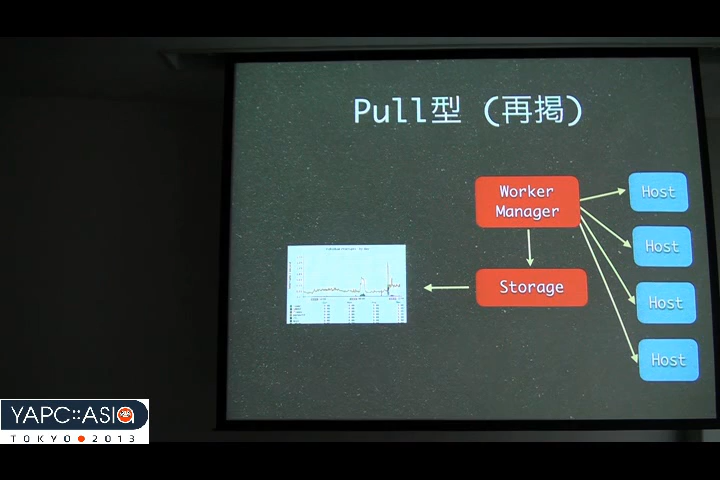 Pull型 (再掲)
Worker
Manager
Host
Host
Storage
Host
Host
YAPC::ASIA
TOKYO 2013